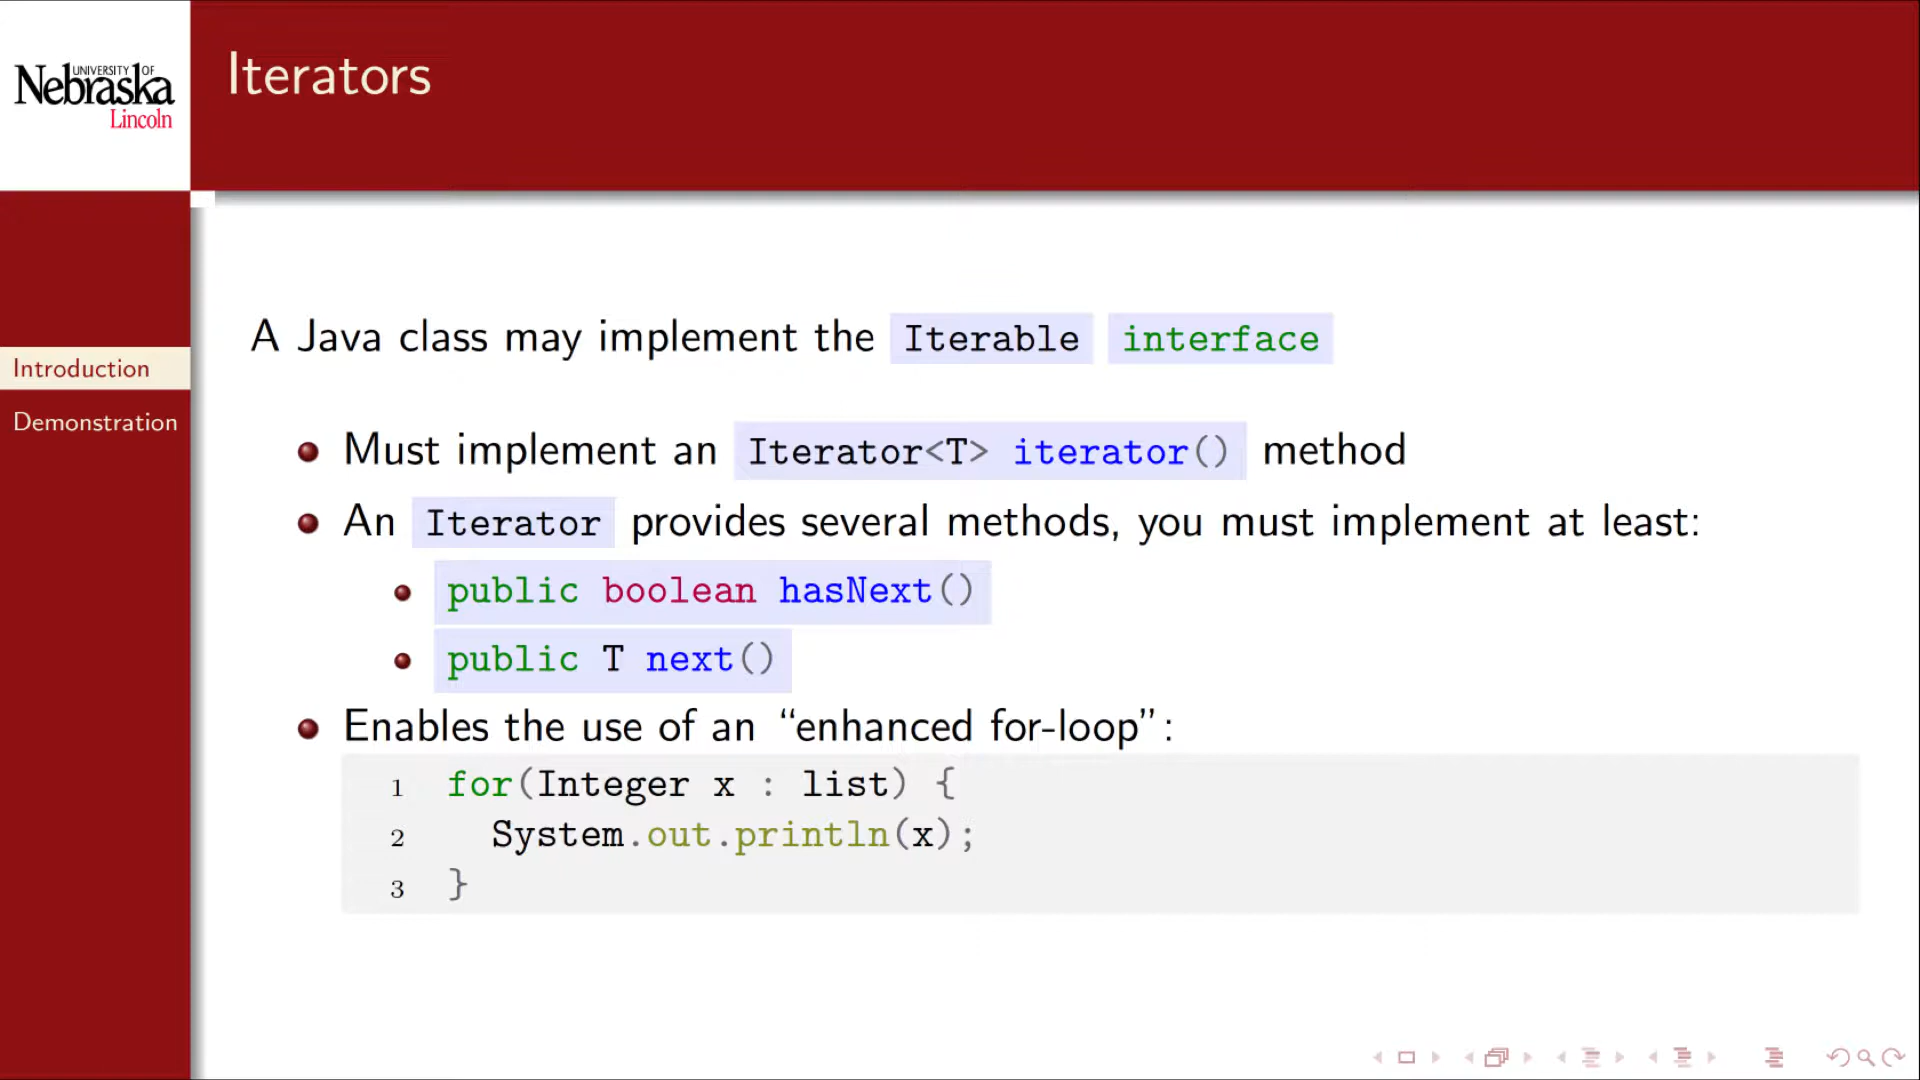 UNIVERSITY OF
Nebraska
Lincoln
Iterators
Introduction
Demonstration
A Java class may implement the Iterable interface
Must implement an Iterator<T> iterator() method
An Iterator provides several methods, you must implement at least:
public boolean hasNext()
public T next()
Enables the use of an “enhanced for-loop”:
1 for(Integer x : list) {
2 System.out.println(x);
3 }